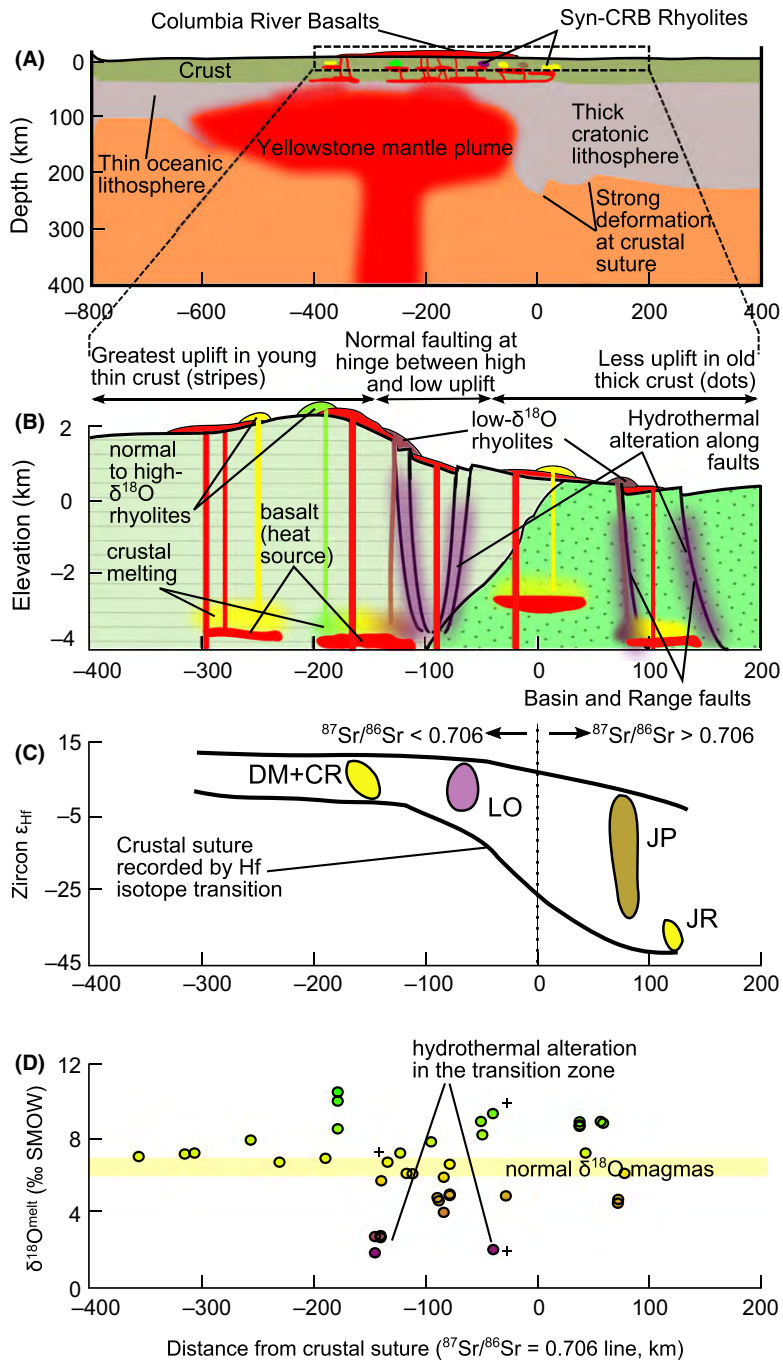 Columbia River Basalts
Syn-CRB Rhyolites
(A)
0
100
200
300
400
Depth (km)
Crust
Thin oceanic
lithosphere
Yellowstone mantle plume
Thick
cratonic
lithosphere
Strong
deformation
at crustal
suture
–800
–600
–400
–200
0
200
400
Greatest uplift in young
thin crust (stripes)
Normal faulting at
hinge between high
and low uplift
Less uplift in old
thick crust (dots)
(B)
2
0
–2
–4
Elevation (km)
normal
to high-
δ18O
rhyolites
crustal
melting
basalt
(heat
source)
low-δ18O
rhyolites
Hydrothermal
alteration along
faults
–400
–300
–200
–100
0
100
200
Basin and Range faults
(C)
15
–5
–25
–45
Zircon εHf
87Sr/86Sr < 0.706
87Sr/86Sr > 0.706
DM+CR
LO
JP
JR
Crustal suture
recorded by Hf
isotope transition
–400
–300
–200
–100
0
100
200
(D)
12
8
4
0
δ18Omelt (‰ SMOW)
hydrothermal alteration
in the transition zone
normal δ18O magmas
–400
–300
–200
–100
0
100
200
Distance from crustal suture (87Sr/86Sr = 0.706 line, km)